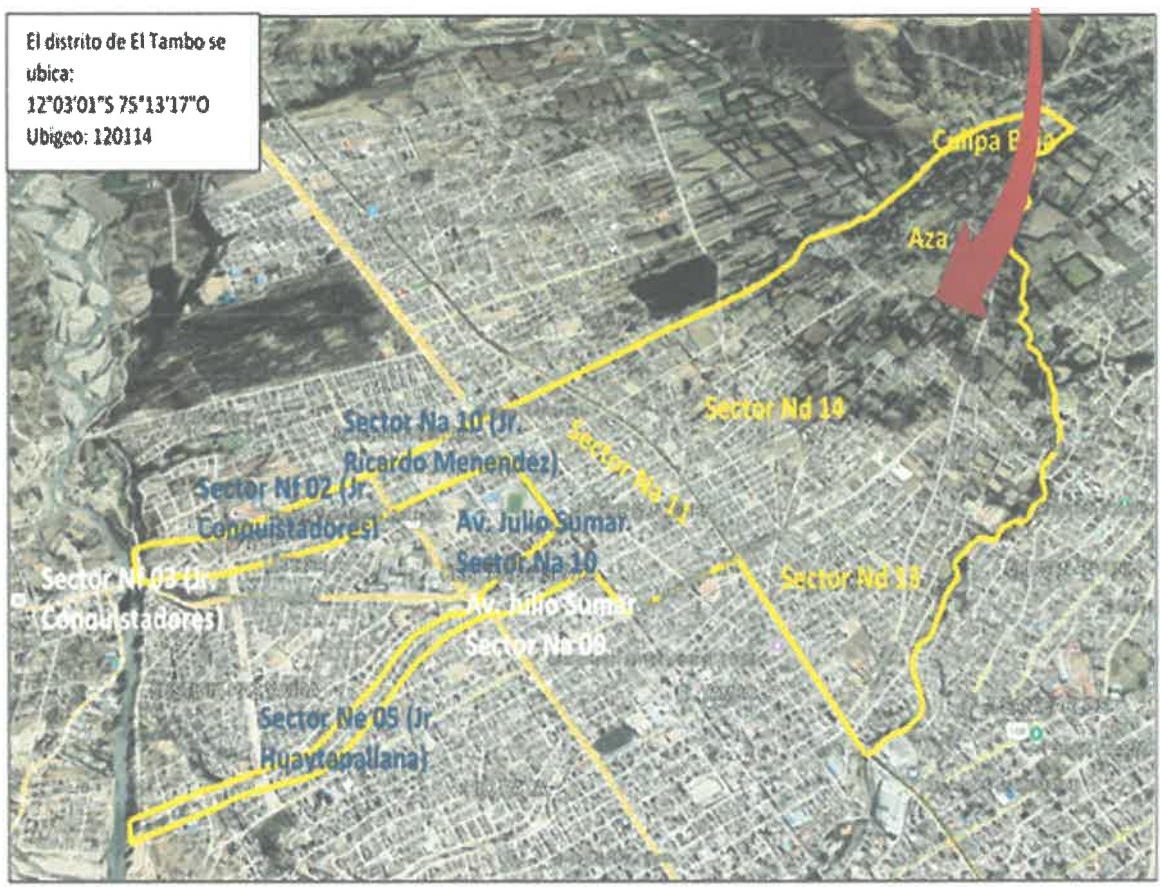 El distrito de El Tambo se
ubica:
12°03'01"S 75°13'17"O
Ubigeo: 120114
Aza
Sector Nd 14
Sector Na 10 (Jr.
Ricardo Menendez)
Sector Na 11
Sector Nf 02 (Jr.
Conquistadores)
Av. Julio Sumar.
Sector Na 10
Sector Nd 13
Sector Nf 03 (Jr.
Conquistadores)
Av. Julio Sumar
Sector Na 09
Sector Ne 05 (Jr.
Huaytapallana)